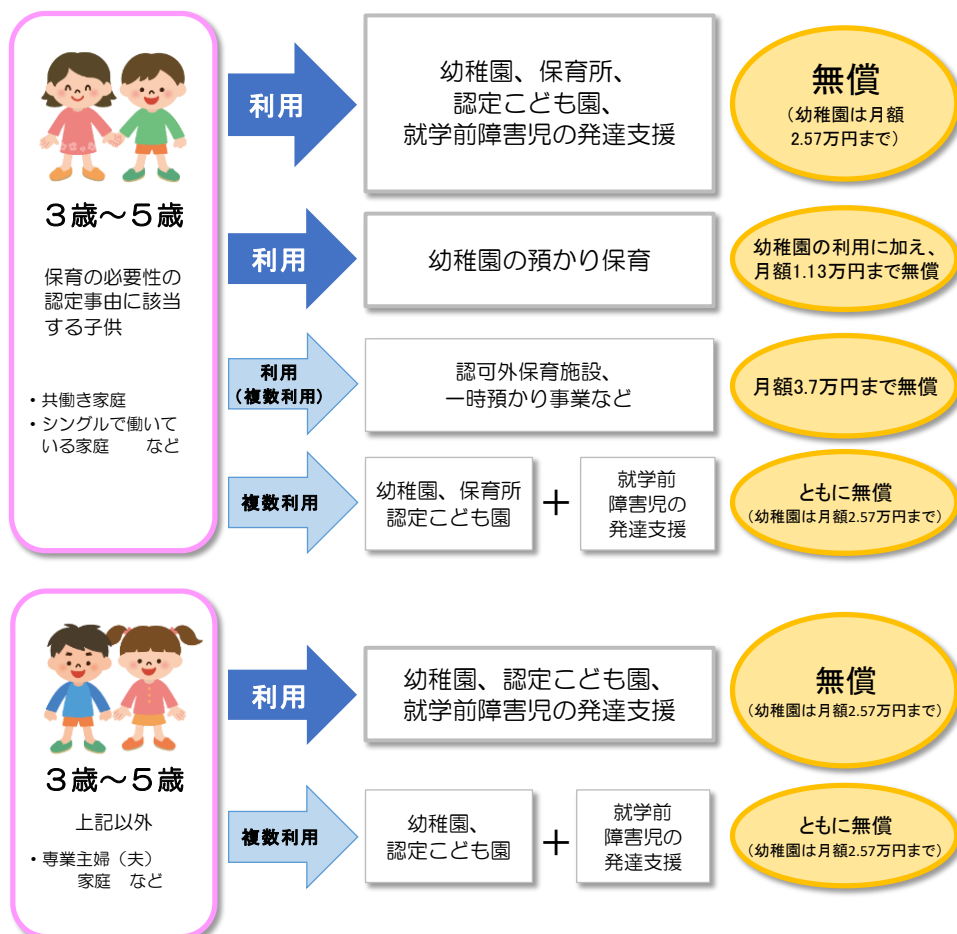 3歳～5歳
保育の必要性の
認定事由に該当
する子供
・共働き家庭
・シングルで働いて
いる家庭　　など
利用
幼稚園、保育所、
認定こども園、
就学前障害児の発達支援
無償
（幼稚園は月額
2.57万円まで）
利用
幼稚園の預かり保育
幼稚園の利用に加え、
月額1.13万円まで無償
利用
（複数利用）
認可外保育施設、
一時預かり事業など
月額3.7万円まで無償
複数利用
幼稚園、保育所
認定こども園
＋
就学前
障害児の
発達支援
ともに無償
（幼稚園は月額2.57万円まで）
3歳～5歳
上記以外
・専業主婦（夫）
家庭　など
利用
幼稚園、認定こども園、
就学前障害児の発達支援
無償
（幼稚園は月額2.57万円まで）
複数利用
幼稚園、
認定こども園
＋
就学前
障害児の
発達支援
ともに無償
（幼稚園は月額2.57万円まで）